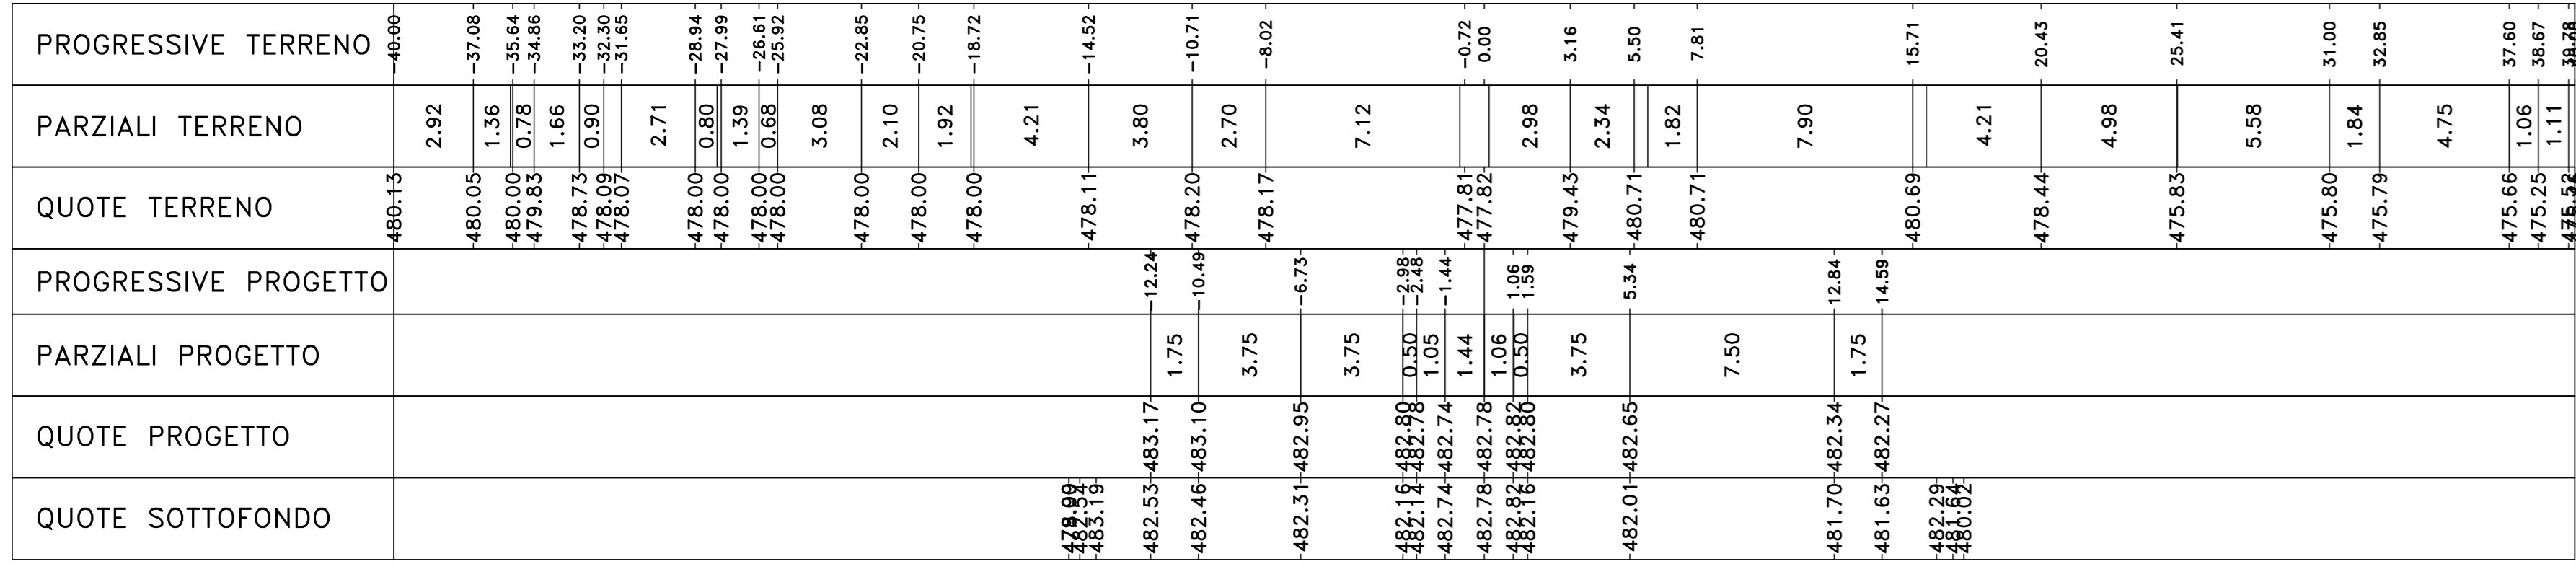 PROGRESSIVE TERRENO -40.00 -37.08 -35.64 -34.86 -33.20 -32.30 -31.65 -28.94 -27.99 -26.61 -25.92 -22.85 -20.75 -18.72 -14.52 -10.71 -8.02 -0.72 0.00 3.16 5.50 7.81 15.71 20.43 25.41 31.00 32.85 37.60 38.67 39.78
PARZIALI TERRENO 2.92 1.36 0.78 1.66 0.90 2.71 0.80 1.39 0.68 3.08 2.10 1.92 4.21 3.80 2.70 7.12 2.98 2.34 1.82 7.90 4.21 4.98 5.58 1.84 4.75 1.06 1.11
QUOTE TERRENO 480.13 480.05 480.00 479.83 478.73 478.09 478.07 478.00 478.00 478.00 478.00 478.00 478.00 478.00 478.11 478.20 478.17 477.81 477.82 479.43 480.71 480.71 480.69 478.44 475.83 475.80 475.79 475.66 475.25
PROGRESSIVE PROGETTO -12.24 -10.49 -6.73 -2.98 -2.48 -1.44 1.06 1.59 5.34 12.84 14.59
PARZIALI PROGETTO 1.75 3.75 3.75 0.50 1.05 1.44 1.06 0.50 3.75 7.50 1.75
QUOTE PROGETTO 483.17 483.10 482.95 482.80 482.78 482.74 482.78 482.82 482.80 482.65 482.34 482.27
QUOTE SOTTOFONDO 482.54 483.19 482.53 482.46 482.31 482.16 482.14 482.74 482.78 482.82 482.16 482.01 481.70 481.63 482.29 481.64 480.02